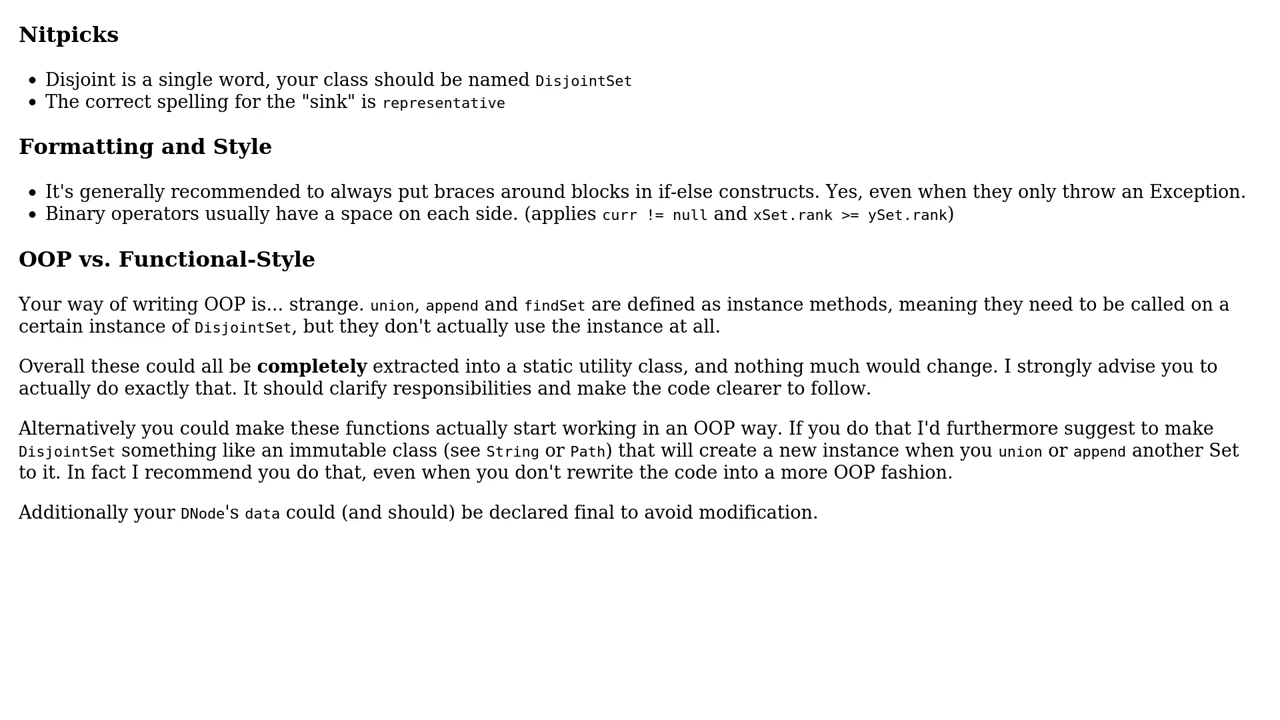 Nitpicks
• Disjoint is a single word, your class should be named DisjointSet
• The correct spelling for the "sink" is representative
Formatting and Style
• It's generally recommended to always put braces around blocks in if-else constructs. Yes, even when they only throw an Exception.
• Binary operators usually have a space on each side. (applies curr != null and xSet.rank >= ySet.rank)
OOP vs. Functional-Style
Your way of writing OOP is... strange. union, append and findSet are defined as instance methods, meaning they need to be called on a
certain instance of DisjointSet, but they don't actually use the instance at all.
Overall these could all be completely extracted into a static utility class, and nothing much would change. I strongly advise you to
actually do exactly that. It should clarify responsibilities and make the code clearer to follow.
Alternatively you could make these functions actually start working in an OOP way. If you do that I'd furthermore suggest to make
DisjointSet something like an immutable class (see String or Path) that will create a new instance when you union or append another Set
to it. In fact I recommend you do that, even when you don't rewrite the code into a more OOP fashion.
Additionally your DNode's data could (and should) be declared final to avoid modification.